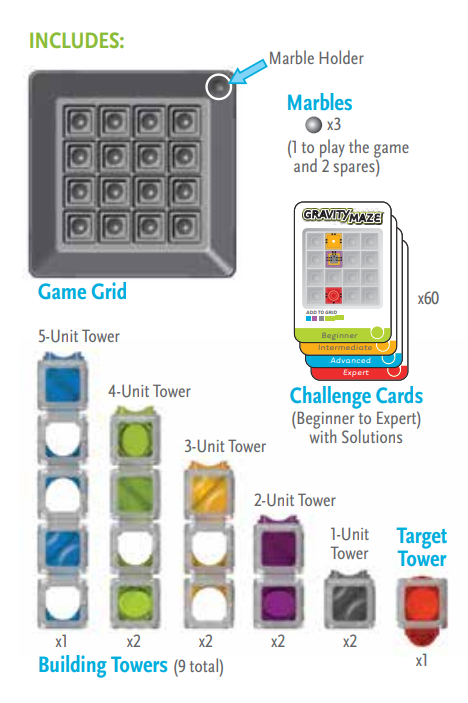 INCLUDES:
Marble Holder
Marbles
x3
(1 to play the game
and 2 spares)
GRAVITY MAZE
ADD TO GRID
Beginner
Intermediate
Advanced
Expert
x60
Game Grid
Challenge Cards
(Beginner to Expert)
with Solutions
5-Unit Tower
4-Unit Tower
3-Unit Tower
2-Unit Tower
1-Unit
Tower
Target
Tower
x1
x2
x2
x2
x2
x1
Building Towers (9 total)